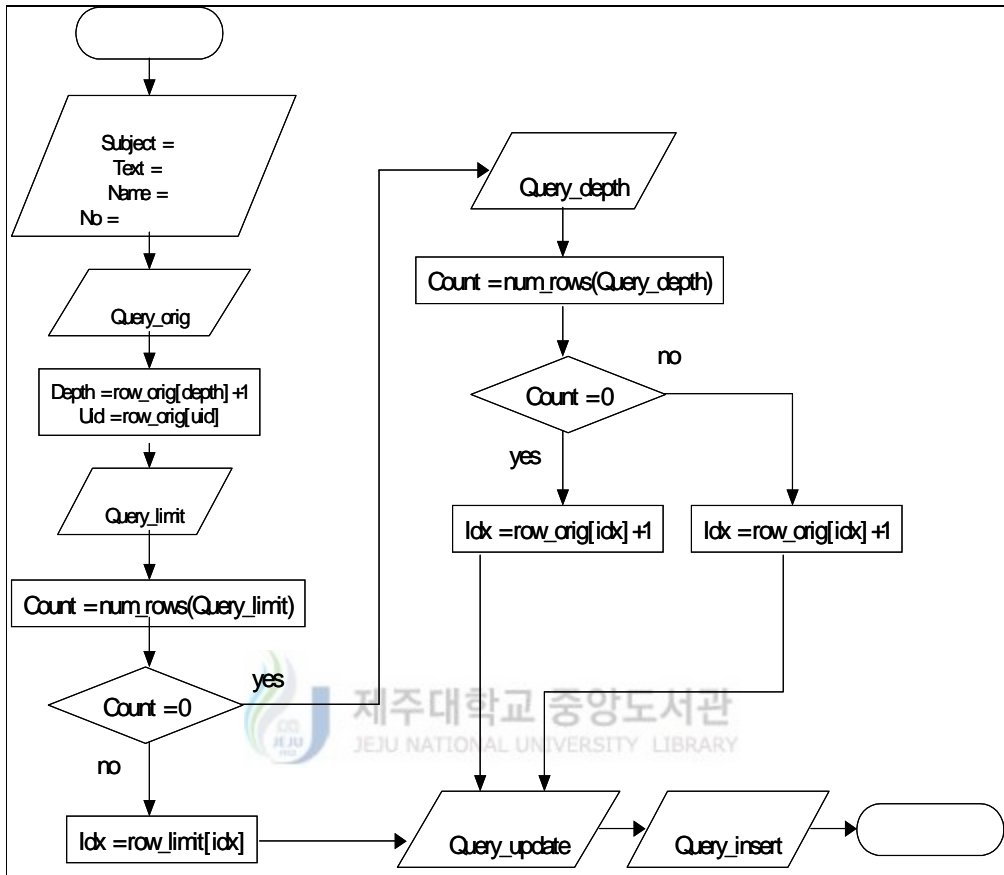 Subject =
Text =
Name =
No =
Query_orig
Depth =row_orig[depth] +1
Uid =row_orig[uid]
Query_limit
Count =num_rows(Query_limit)
Count =0
yes
no
Idx =row_limit[idx]
Query_depth
Count =num_rows(Query_depth)
Count =0
no
yes
Idx =row_orig[idx] +1
Idx =row_orig[idx] +1
Query_update
Query_insert
제주대학교 중앙도서관
JEJU NATIONAL UNIVERSITY LIBRARY
JEJU
1952